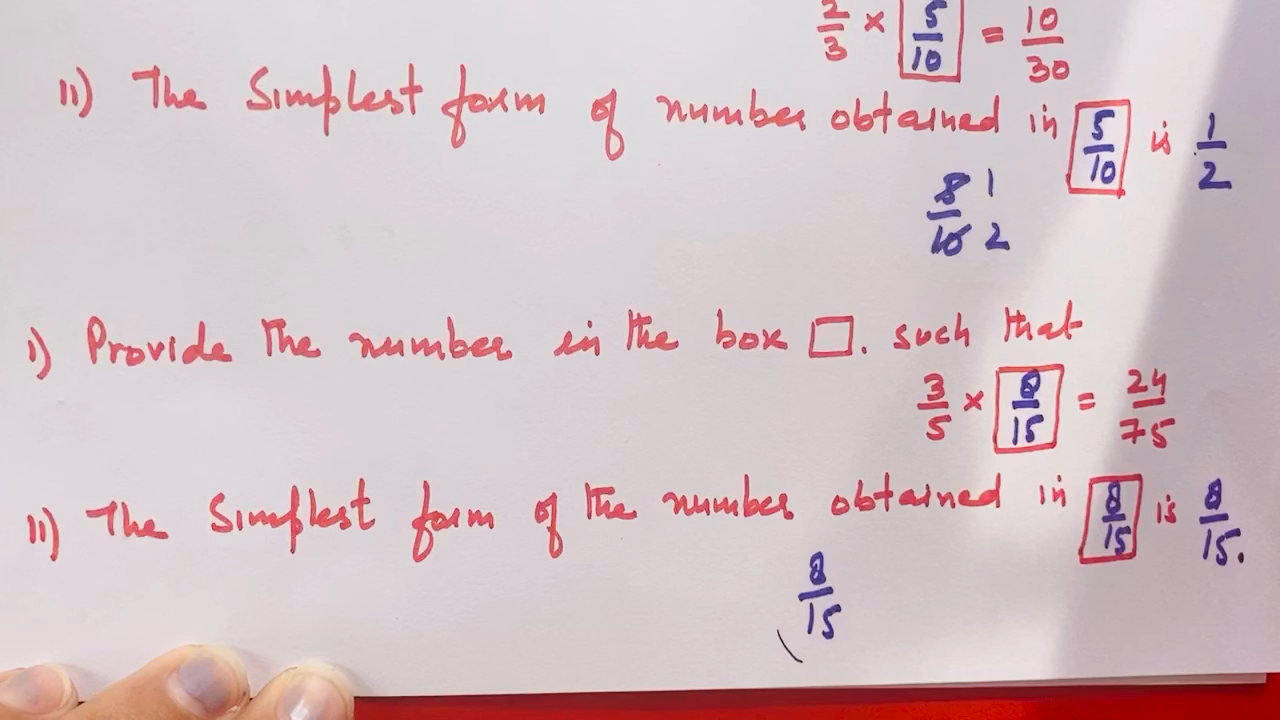 2/3 × 5/10 = 10/30
ii) The Simplest form of number obtained in 5/10 is 1/2
8/10 1/2
i) Provide the number in the box □. such that
3/5 × 8/15 = 24/75
ii) The Simplest form of the number obtained in 8/15 is 8/15.
8/15